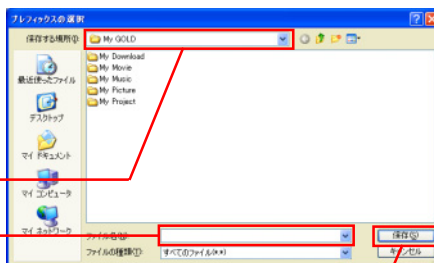 プレフィックスの選択
保存する場所(I):
My GOLD
My Download
My Movie
My Music
My Picture
My Project
最近使ったファイル
デスクトップ
マイ ドキュメント
マイ コンピュータ
マイ ネットワーク
ファイル名(N):
保存(S)
ファイルの種類(T):
すべてのファイル(*.*)
キャンセル